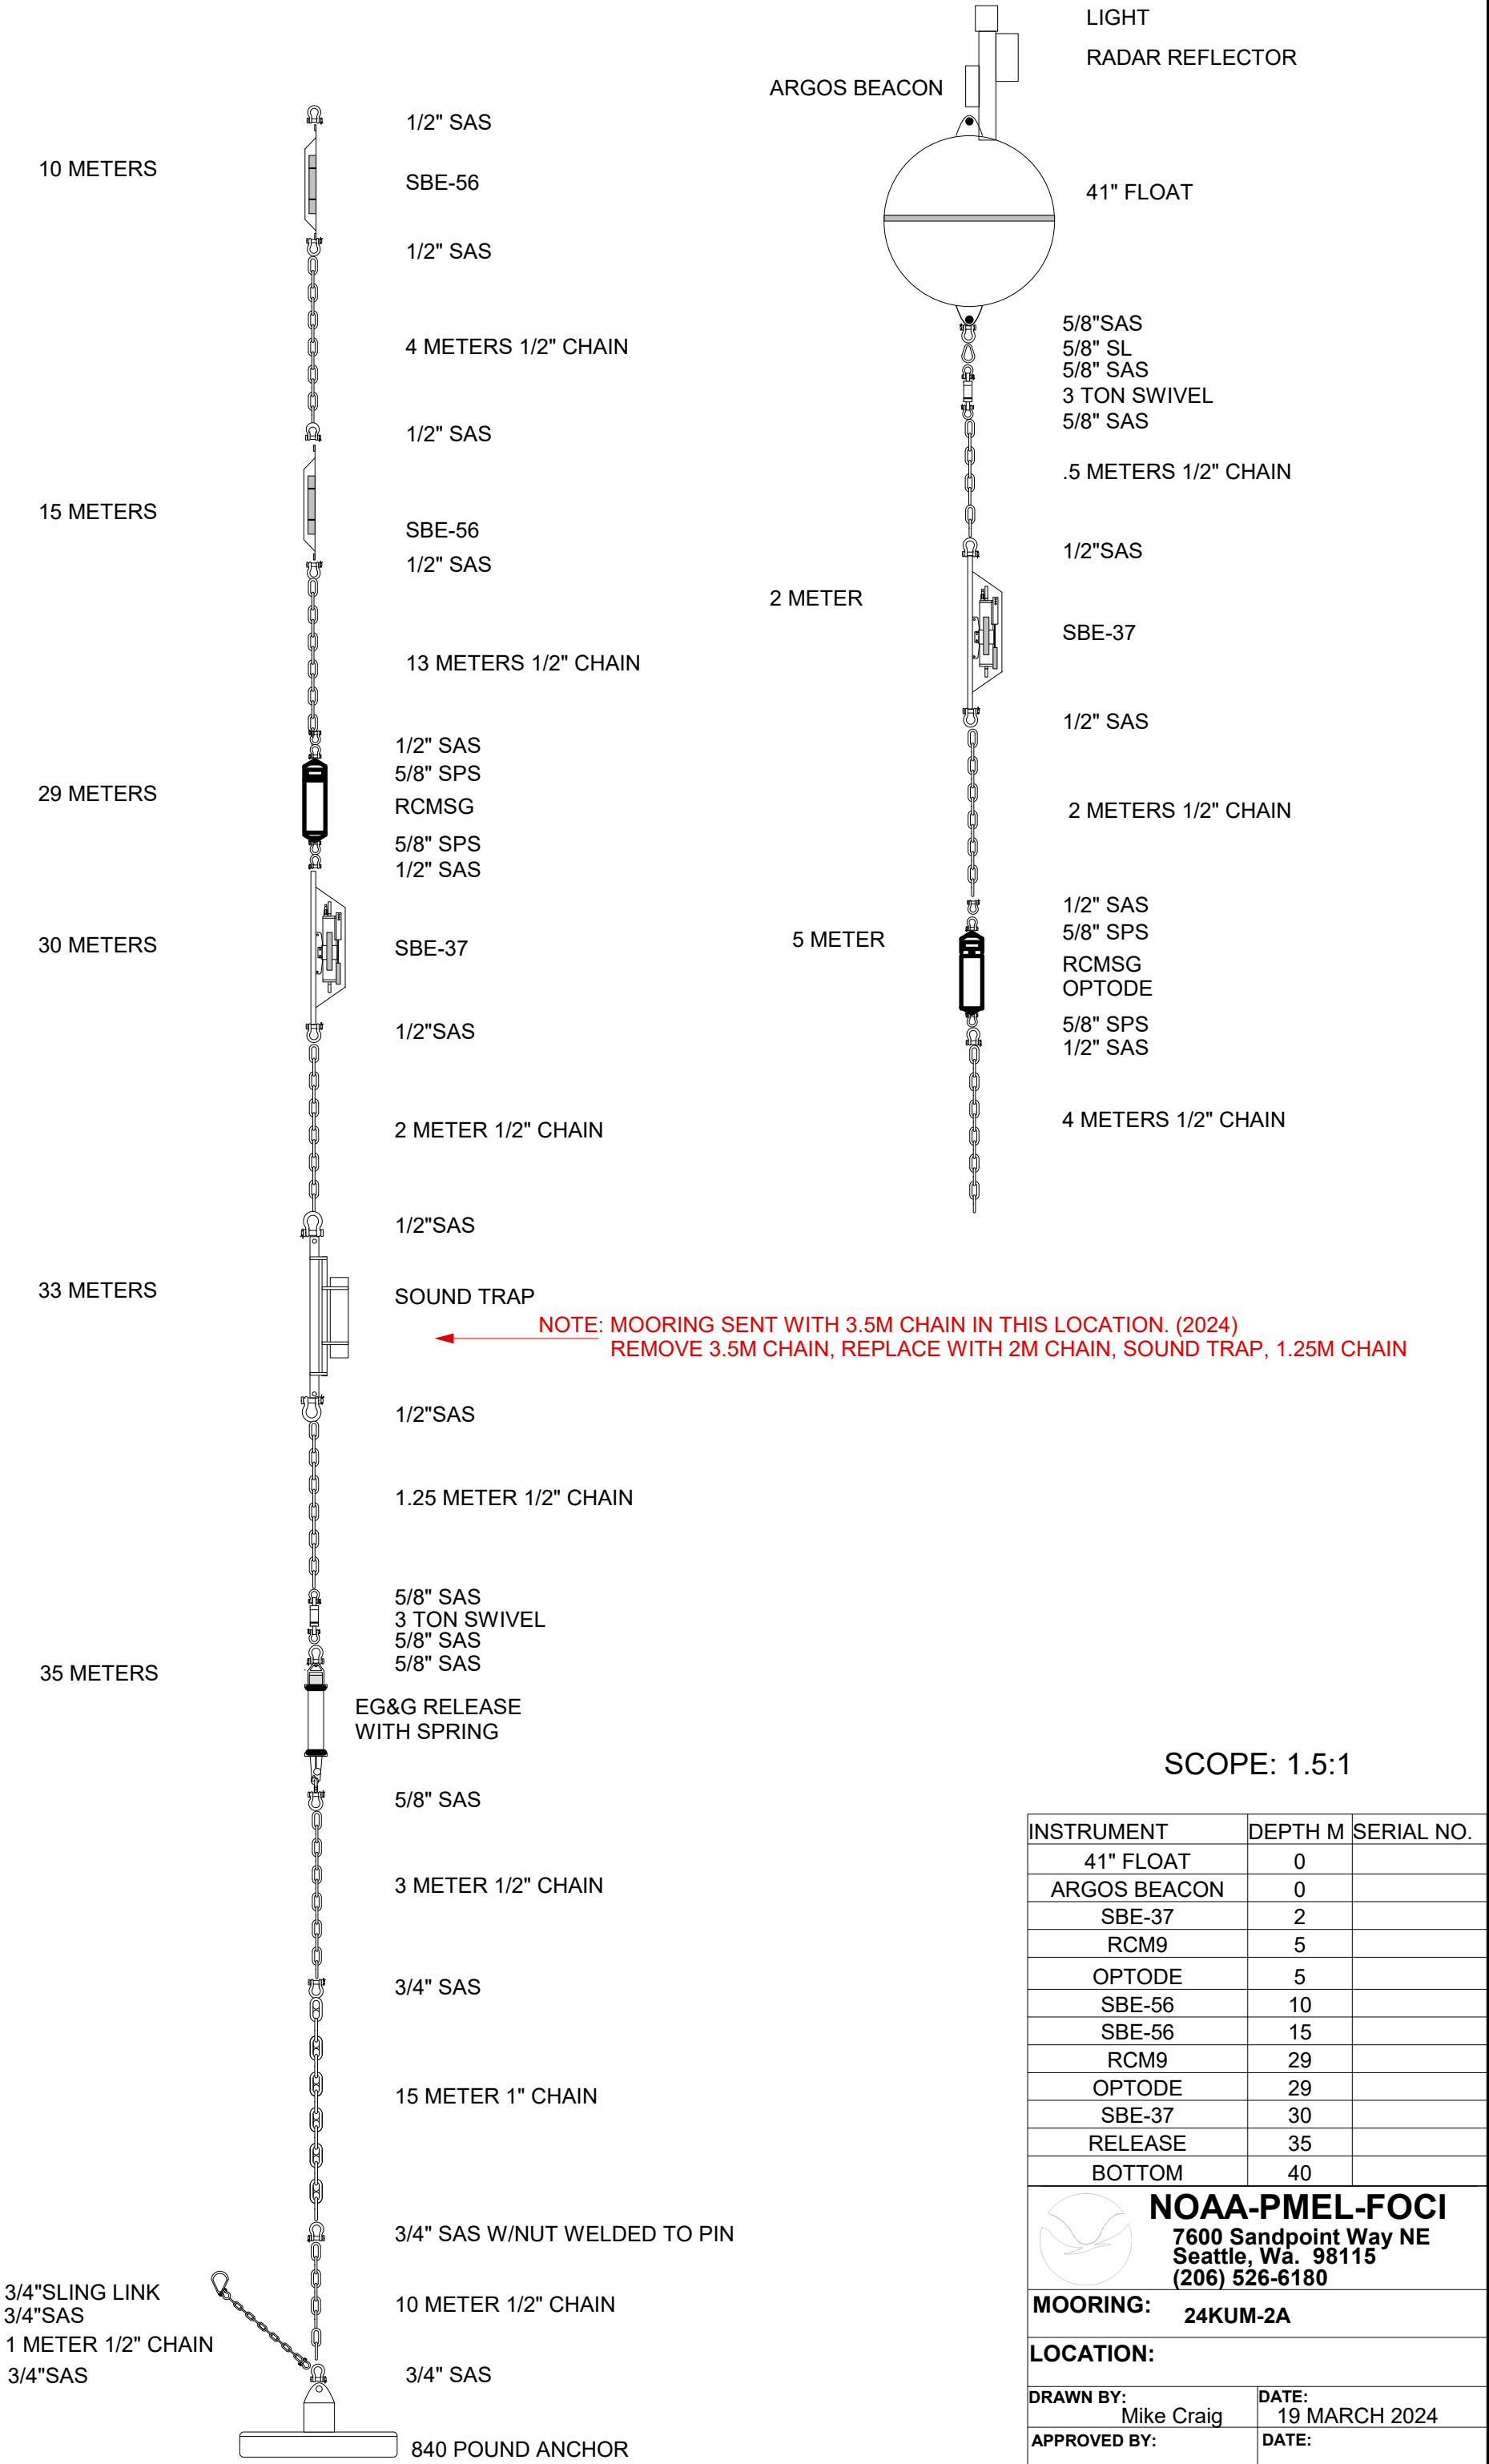 LIGHT
RADAR REFLECTOR
ARGOS BEACON
41" FLOAT
5/8"SAS
5/8" SL
5/8" SAS
3 TON SWIVEL
5/8" SAS
.5 METERS 1/2" CHAIN
1/2"SAS
2 METER
SBE-37
1/2" SAS
2 METERS 1/2" CHAIN
1/2" SAS
5/8" SPS
5 METER
RCMSG
OPTODE
5/8" SPS
1/2" SAS
4 METERS 1/2" CHAIN
1/2" SAS
10 METERS
SBE-56
1/2" SAS
4 METERS 1/2" CHAIN
1/2" SAS
15 METERS
SBE-56
1/2" SAS
13 METERS 1/2" CHAIN
1/2" SAS
5/8" SPS
29 METERS
RCMSG
5/8" SPS
1/2" SAS
30 METERS
SBE-37
1/2"SAS
2 METER 1/2" CHAIN
1/2"SAS
33 METERS
SOUND TRAP
NOTE: MOORING SENT WITH 3.5M CHAIN IN THIS LOCATION. (2024)
REMOVE 3.5M CHAIN, REPLACE WITH 2M CHAIN, SOUND TRAP, 1.25M CHAIN
1/2"SAS
1.25 METER 1/2" CHAIN
5/8" SAS
3 TON SWIVEL
5/8" SAS
5/8" SAS
35 METERS
EG&G RELEASE
WITH SPRING
5/8" SAS
3 METER 1/2" CHAIN
3/4" SAS
15 METER 1" CHAIN
3/4" SAS W/NUT WELDED TO PIN
3/4"SLING LINK
3/4"SAS
1 METER 1/2" CHAIN
3/4"SAS
10 METER 1/2" CHAIN
3/4" SAS
840 POUND ANCHOR
SCOPE: 1.5:1
INSTRUMENT DEPTH M SERIAL NO.
41" FLOAT 0
ARGOS BEACON 0
SBE-37 2
RCM9 5
OPTODE 5
SBE-56 10
SBE-56 15
RCM9 29
OPTODE 29
SBE-37 30
RELEASE 35
BOTTOM 40
NOAA-PMEL-FOCI
7600 Sandpoint Way NE
Seattle, Wa. 98115
(206) 526-6180
MOORING: 24KUM-2A
LOCATION:
DRAWN BY: Mike Craig
DATE: 19 MARCH 2024
APPROVED BY:
DATE: